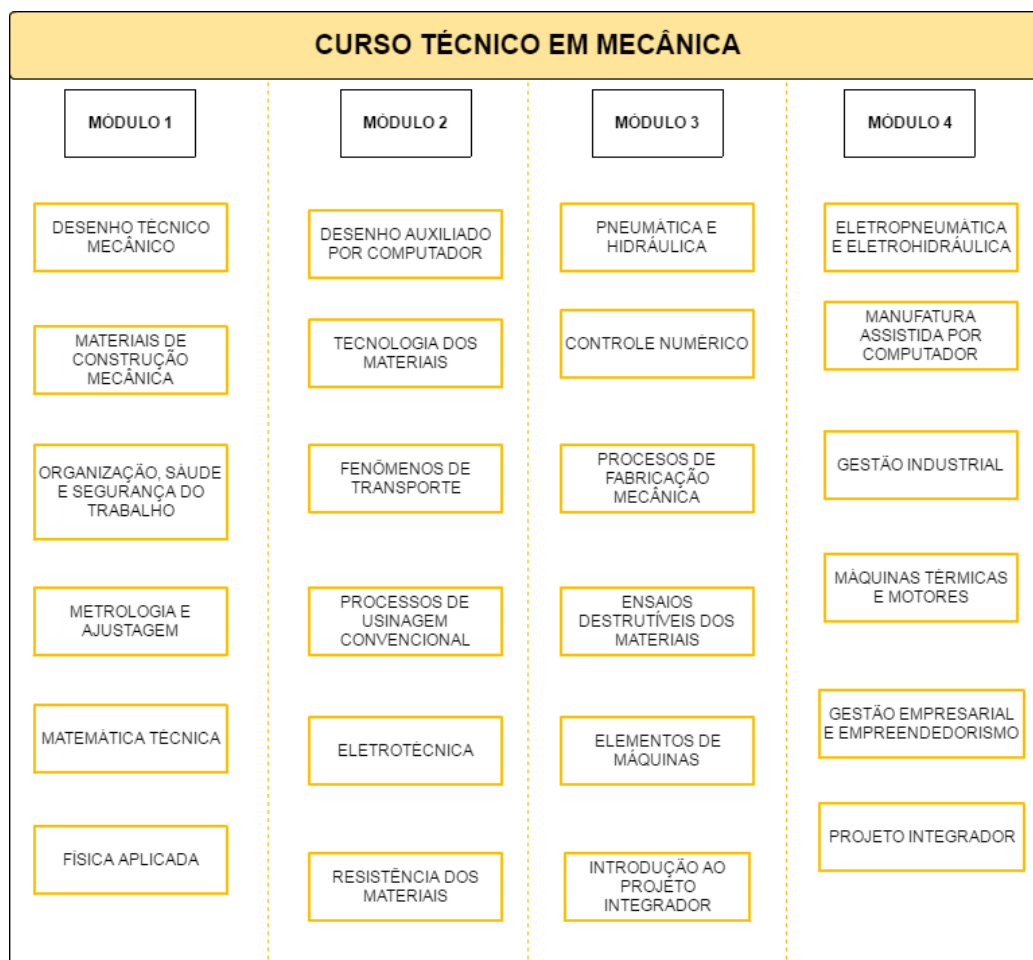 CURSO TÉCNICO EM MECÂNICA
MÓDULO 1
DESENHO TÉCNICO
MECÂNICO
MATERIAIS DE
CONSTRUÇÃO
MECÂNICA
ORGANIZAÇÃO, SÁUDE
E SEGURANÇA DO
TRABALHO
METROLOGIA E
AJUSTAGEM
MATEMÁTICA TÉCNICA
FÍSICA APLICADA
MÓDULO 2
DESENHO AUXILIADO
POR COMPUTADOR
TECNOLOGIA DOS
MATERIAIS
FENÔMENOS DE
TRANSPORTE
PROCESSOS DE
USINAGEM
CONVENCIONAL
ELETROTÉCNICA
RESISTÊNCIA DOS
MATERIAIS
MÓDULO 3
PNEUMÁTICA E
HIDRÁULICA
CONTROLE NUMÉRICO
PROCESOS DE
FABRICAÇÃO
MECÂNICA
ENSAIOS
DESTRUTÍVEIS DOS
MATERIAIS
ELEMENTOS DE
MÁQUINAS
INTRODUÇÃO AO
PROJETO
INTEGRADOR
MÓDULO 4
ELETROPNEUMÁTICA
E ELETROHIDRÁULICA
MANUFATURA
ASSISTIDA POR
COMPUTADOR
GESTÃO INDUSTRIAL
MÁQUINAS TÉRMICAS
E MOTORES
GESTÃO EMPRESARIAL
E EMPREENDEDORISMO
PROJETO INTEGRADOR